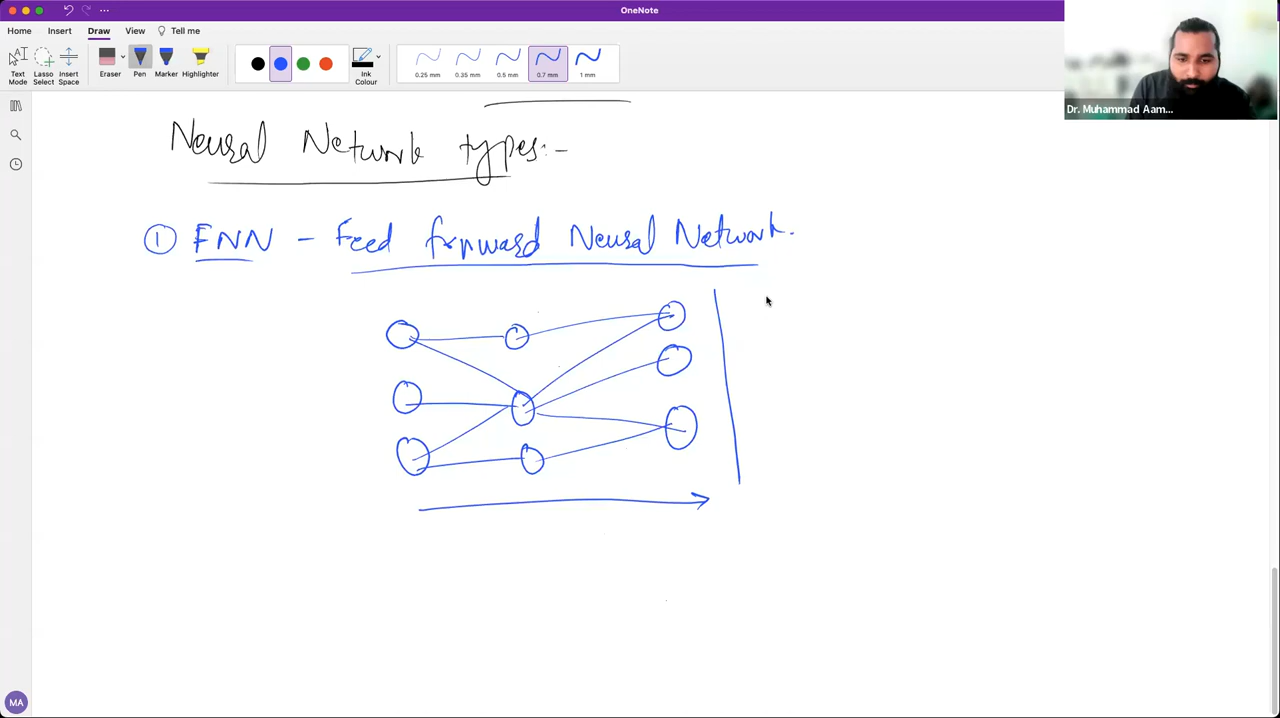 OneNote
Home Insert Draw View Tell me
Text Mode Lasso Select Insert Space Eraser Pen Marker Highlighter Ink Colour 0.25 mm 0.35 mm 0.5 mm 0.7 mm 1 mm
Dr. Muhammad Aam...
Neural Network types:-
① FNN - Feed forward Neural Network.
MA